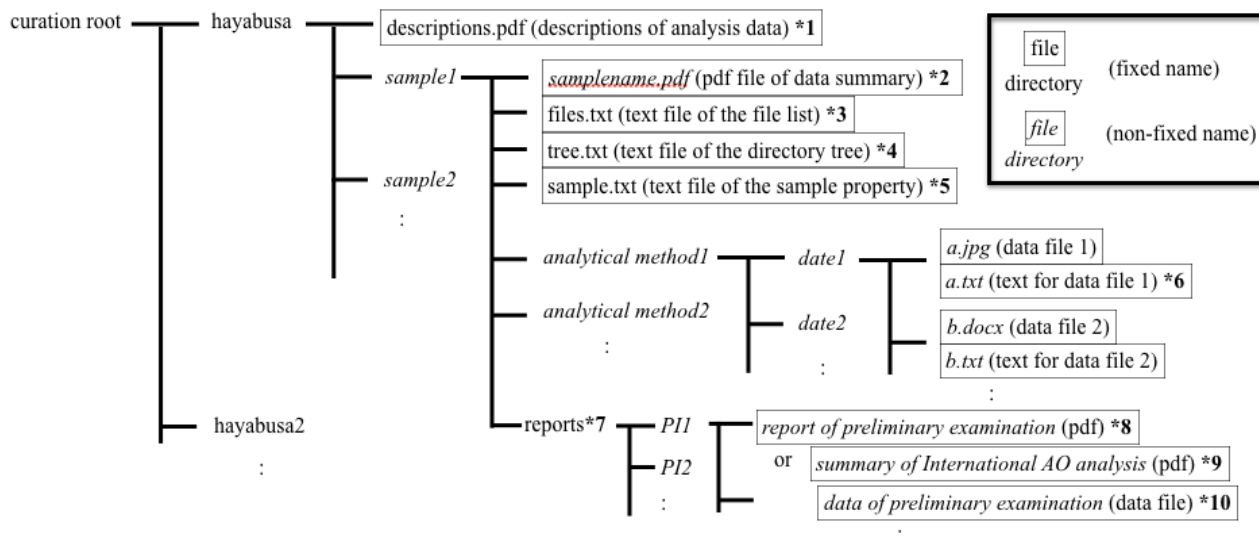 curation root
hayabusa
descriptions.pdf (descriptions of analysis data) *1
sample1
samplename.pdf (pdf file of data summary) *2
files.txt (text file of the file list) *3
tree.txt (text file of the directory tree) *4
sample2
sample.txt (text file of the sample property) *5
:
analytical method1
date1
a.jpg (data file 1)
a.txt (text for data file 1) *6
analytical method2
date2
b.docx (data file 2)
b.txt (text for data file 2)
:
:
:
hayabusa2
:
reports*7
PI1
report of preliminary examination (pdf) *8
PI2
or
summary of International AO analysis (pdf) *9
:
data of preliminary examination (data file) *10
:
file
directory
(fixed name)
file
directory
(non-fixed name)